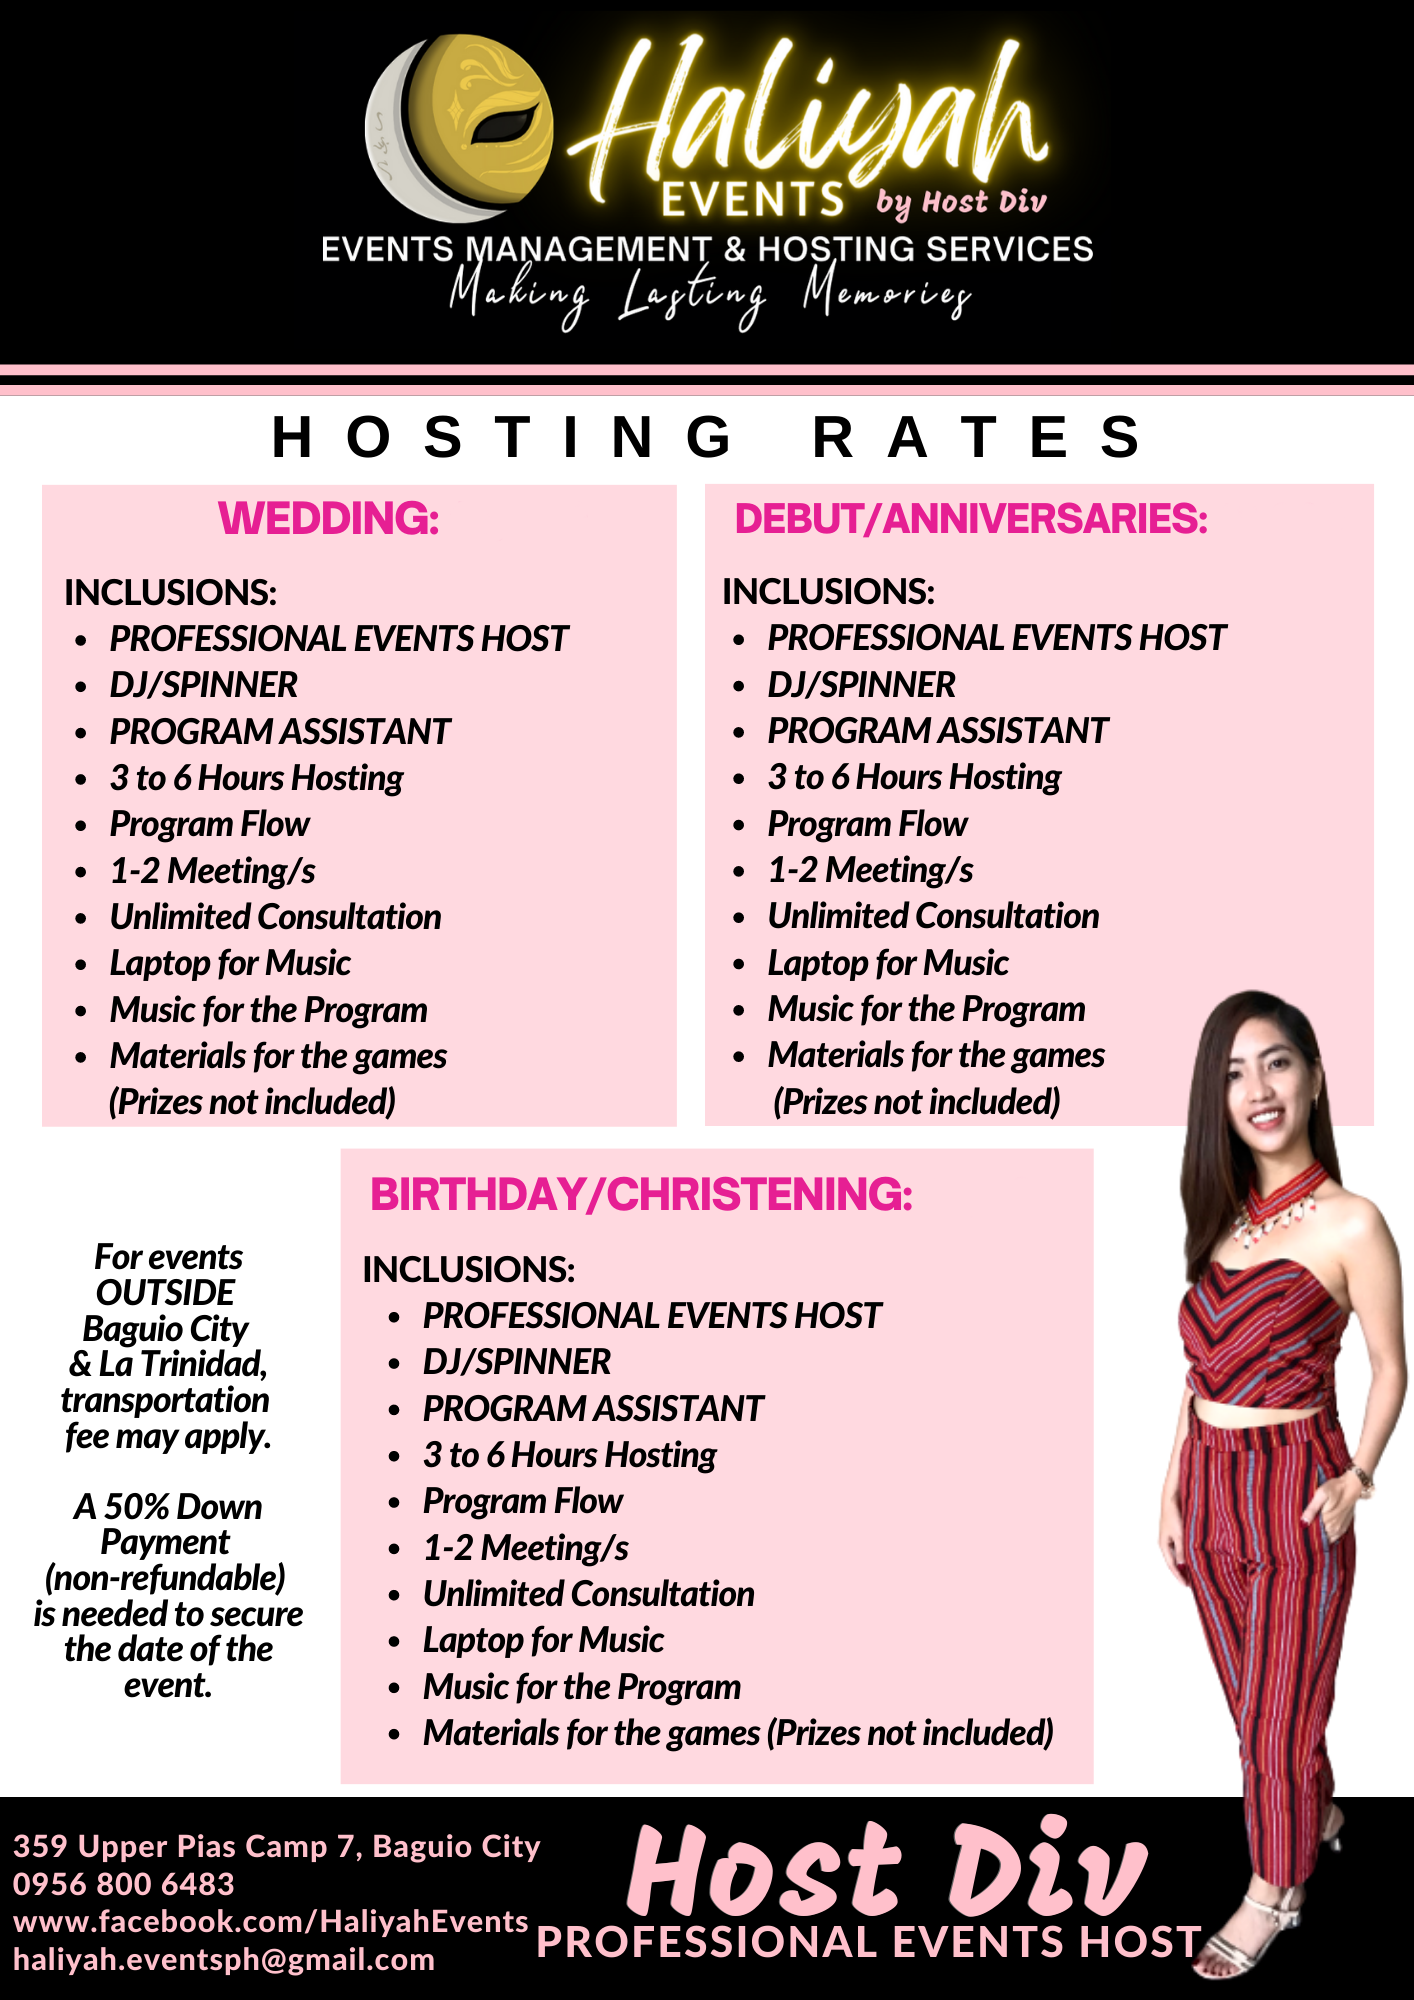 Haliyah
EVENTS by Host Div
EVENTS MANAGEMENT & HOSTING SERVICES
Making Lasting Memories
HOSTING RATES
WEDDING:
INCLUSIONS:
• PROFESSIONAL EVENTS HOST
• DJ/SPINNER
• PROGRAM ASSISTANT
• 3 to 6 Hours Hosting
• Program Flow
• 1-2 Meeting/s
• Unlimited Consultation
• Laptop for Music
• Music for the Program
• Materials for the games
(Prizes not included)
DEBUT/ANNIVERSARIES:
INCLUSIONS:
• PROFESSIONAL EVENTS HOST
• DJ/SPINNER
• PROGRAM ASSISTANT
• 3 to 6 Hours Hosting
• Program Flow
• 1-2 Meeting/s
• Unlimited Consultation
• Laptop for Music
• Music for the Program
• Materials for the games
(Prizes not included)
For events
OUTSIDE
Baguio City
& La Trinidad,
transportation
fee may apply.
A 50% Down
Payment
(non-refundable)
is needed to secure
the date of the
event.
BIRTHDAY/CHRISTENING:
INCLUSIONS:
• PROFESSIONAL EVENTS HOST
• DJ/SPINNER
• PROGRAM ASSISTANT
• 3 to 6 Hours Hosting
• Program Flow
• 1-2 Meeting/s
• Unlimited Consultation
• Laptop for Music
• Music for the Program
• Materials for the games (Prizes not included)
359 Upper Pias Camp 7, Baguio City
0956 800 6483
www.facebook.com/HaliyahEvents
haliyah.eventsph@gmail.com
Host Div
PROFESSIONAL EVENTS HOST